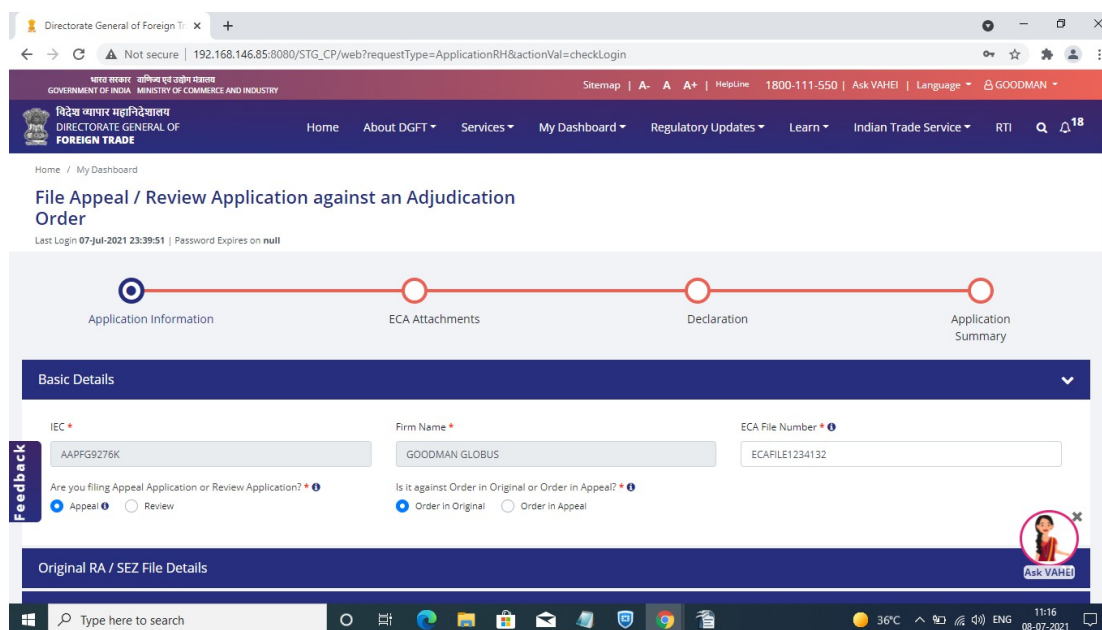 Directorate General of Foreign Tr
Not secure | 192.168.146.85:8080/STG_CP/web?requestType=ApplicationRH&actionVal=checkLogin
भारत सरकार वाणिज्य एवं उद्योग मंत्रालय
GOVERNMENT OF INDIA MINISTRY OF COMMERCE AND INDUSTRY
Sitemap | A- A A+ | HelpLine 1800-111-550 | Ask VAHEI | Language GOODMAN
विदेश व्यापार महानिदेशालय
DIRECTORATE GENERAL OF
FOREIGN TRADE
Home About DGFT Services My Dashboard Regulatory Updates Learn Indian Trade Service RTI 18
Home / My Dashboard
File Appeal / Review Application against an Adjudication
Order
Last Login 07-Jul-2021 23:39:51 | Password Expires on null
Application Information ECA Attachments Declaration Application
Summary
Basic Details
IEC * Firm Name * ECA File Number *
AAPFG9276K GOODMAN GLOBUS ECAFILE1234132
Are you filing Appeal Application or Review Application? * Is it against Order in Original or Order in Appeal? *
Appeal Review Order in Original Order in Appeal
Feedback
Original RA / SEZ File Details
Ask VAHEI
Type here to search 36°C ENG 11:16
08-07-2021